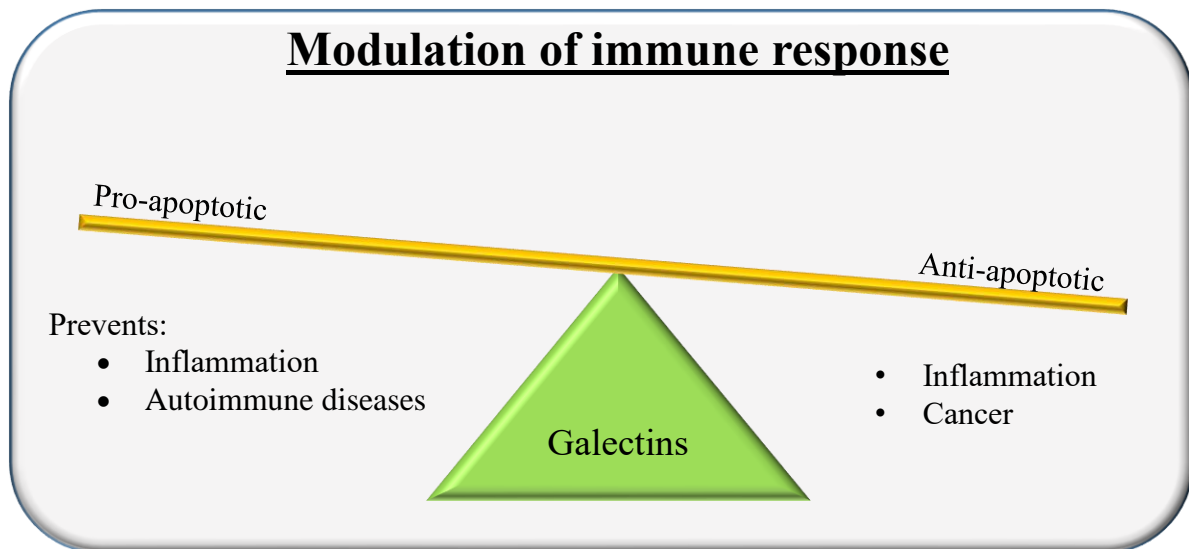 Modulation of immune response
Pro-apoptotic
Anti-apoptotic
Prevents:
• Inflammation
• Autoimmune diseases
• Inflammation
• Cancer
Galectins